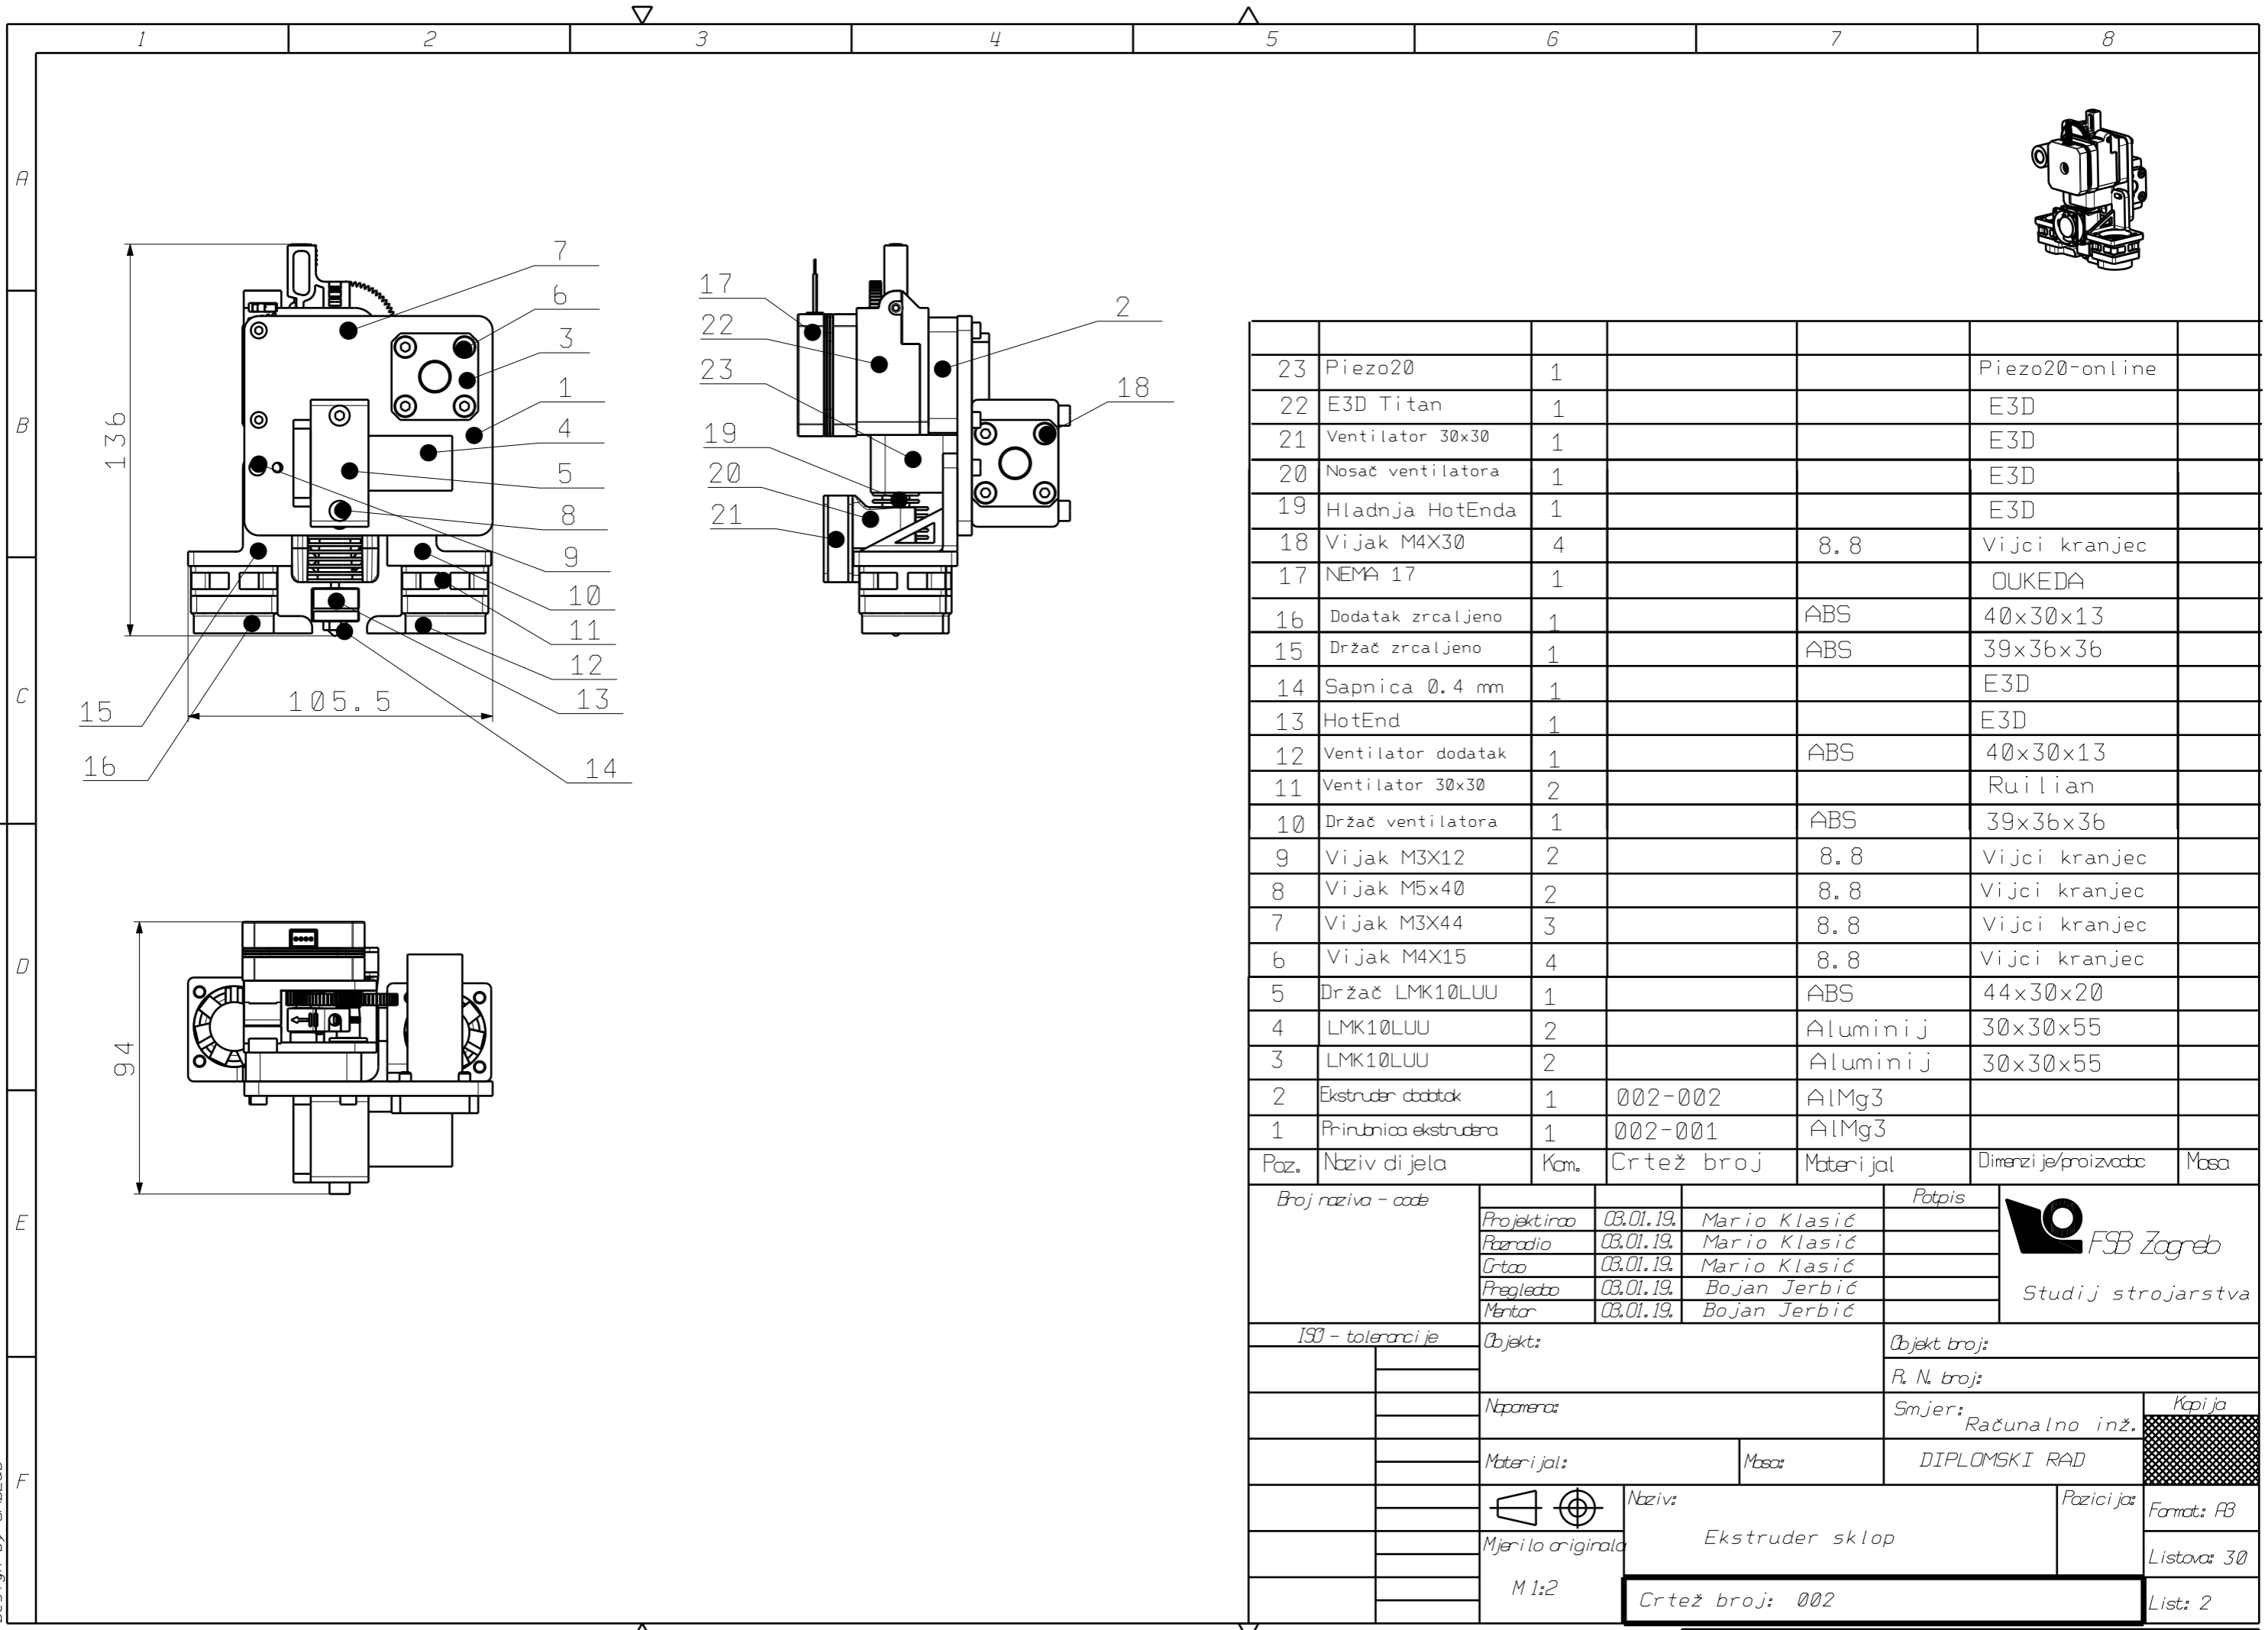 1 2 3 4 5 6 7 8
A
B
C
D
E
F
136
105.5
7
6
3
1
4
5
8
9
10
11
12
13
14
15
16
17
22
23
19
20
21
2
18
94
23 Piezo20 1 Piezo20-online
22 E3D Titan 1 E3D
21 Ventilator 30x30 1 E3D
20 Nosač ventilatora 1 E3D
19 Hladnja HotEnda 1 E3D
18 Vijak M4X30 4 8.8 Vijci kranjec
17 NEMA 17 1 OUKEDA
16 Dodatak zrcaljeno 1 ABS 40x30x13
15 Držač zrcaljeno 1 ABS 39x36x36
14 Sapnica 0.4 mm 1 E3D
13 HotEnd 1 E3D
12 Ventilator dodatak 1 ABS 40x30x13
11 Ventilator 30x30 2 Ruilian
10 Držač ventilatora 1 ABS 39x36x36
9 Vijak M3X12 2 8.8 Vijci kranjec
8 Vijak M5x40 2 8.8 Vijci kranjec
7 Vijak M3X44 3 8.8 Vijci kranjec
6 Vijak M4X15 4 8.8 Vijci kranjec
5 Držač LMK10LUU 1 ABS 44x30x20
4 LMK10LUU 2 Aluminij 30x30x55
3 LMK10LUU 2 Aluminij 30x30x55
2 Ekstruder dodatak 1 002-002 AlMg3
1 Prirubnica ekstrudera 1 002-001 AlMg3
Poz. Naziv dijela Kom. Crtež broj Materijal Dimenzije/proizvođač Masa
Broj naziva - code
Potpis
Projektirao 03.01.19. Mario Klasić
Razradio 03.01.19. Mario Klasić
Crtao 03.01.19. Mario Klasić
Pregledao 03.01.19. Bojan Jerbić
Mentor 03.01.19. Bojan Jerbić
FSB Zagreb
Studij strojarstva
ISO - tolerancije
Objekt:
Objekt broj:
R. N. broj:
Napomena:
Smjer: Računalno inž.
Kopija
Materijal:
Masa:
DIPLOMSKI RAD
Naziv:
Ekstruder sklop
Pozicija:
Format: A3
Mjerilo originala
M 1:2
Listova: 30
Crtež broj: 002
List: 2